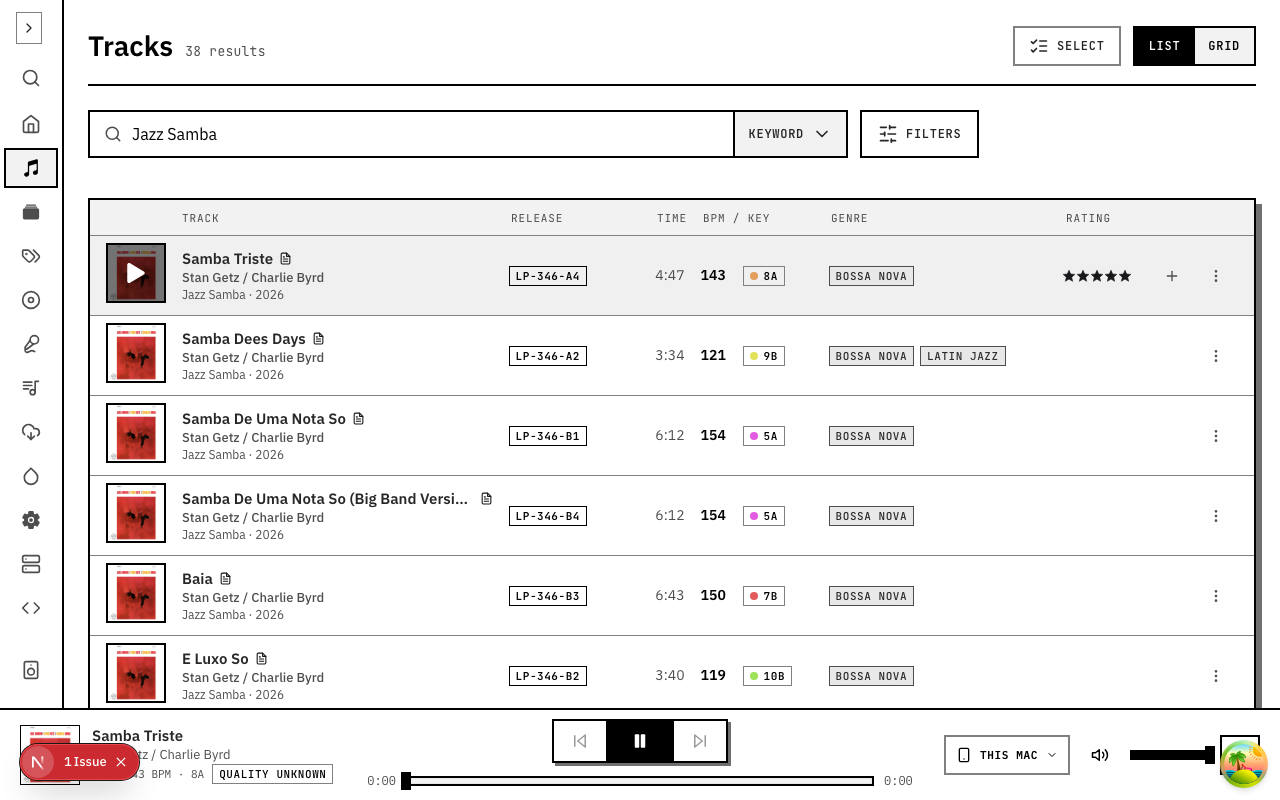 Tracks 38 results
SELECT
LIST GRID
Jazz Samba
KEYWORD
FILTERS
TRACK RELEASE TIME BPM / KEY GENRE RATING
Samba Triste
Stan Getz / Charlie Byrd
Jazz Samba · 2026
LP-346-A4 4:47 143 8A BOSSA NOVA
Samba Dees Days
Stan Getz / Charlie Byrd
Jazz Samba · 2026
LP-346-A2 3:34 121 9B BOSSA NOVA LATIN JAZZ
Samba De Uma Nota So
Stan Getz / Charlie Byrd
Jazz Samba · 2026
LP-346-B1 6:12 154 5A BOSSA NOVA
Samba De Uma Nota So (Big Band Versi...
Stan Getz / Charlie Byrd
Jazz Samba · 2026
LP-346-B4 6:12 154 5A BOSSA NOVA
Baia
Stan Getz / Charlie Byrd
Jazz Samba · 2026
LP-346-B3 6:43 150 7B BOSSA NOVA
E Luxo So
Stan Getz / Charlie Byrd
Jazz Samba · 2026
LP-346-B2 3:40 119 10B BOSSA NOVA
Samba Triste
tz / Charlie Byrd
3 BPM · 8A QUALITY UNKNOWN
N 1 Issue
0:00 0:00
THIS MAC